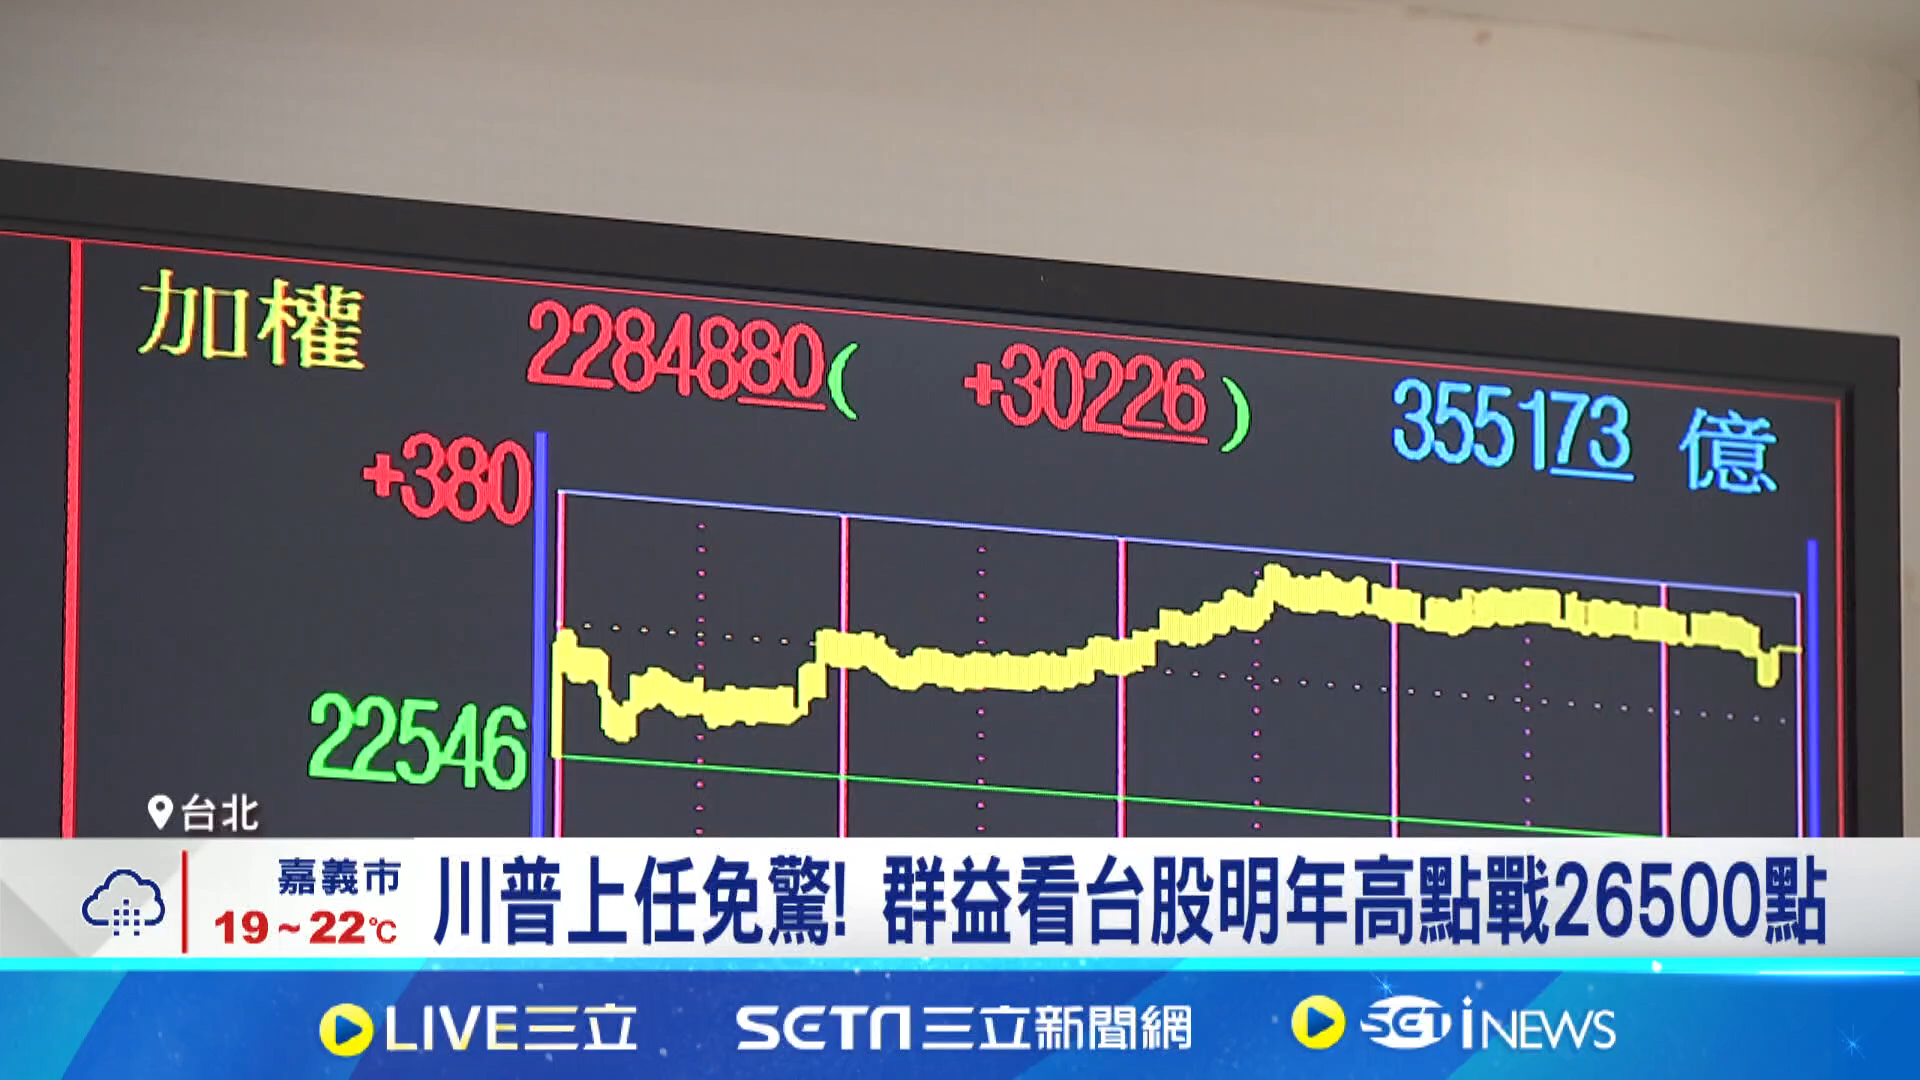 加權 2284880( +30226) 355173 億
+380
22546
台北
嘉義市
19~22℃
川普上任免驚! 群益看台股明年高點戰26500點
LIVE三立 SETN三立新聞網 SET iNEWS